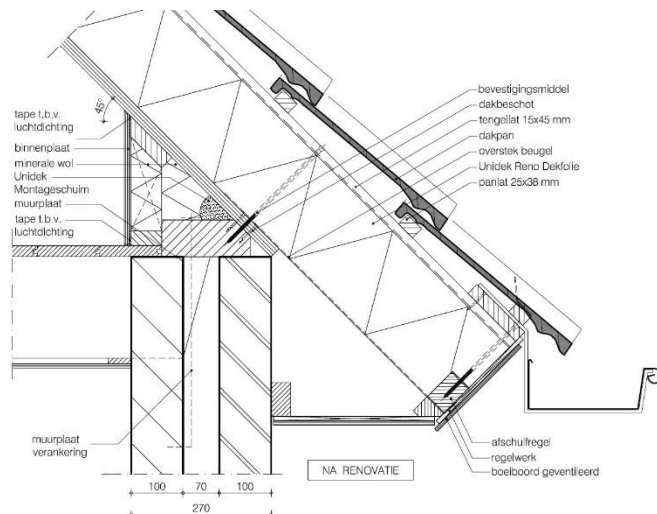 bevestigingsmiddel
dakbeschot
tengellat 15x45 mm
dakpan
overstek beugel
Unidek Reno Dekfolie
panlat 25x38 mm
45°
tape t,b.v.
luchtdichting
binnenplaat
minerale wol
Unidek
Montageschuim
muurplaat
tape t.b.v.
luchtdichting
muurplaat
verankering
afschuifregel
regelwerk
boeiboord geventileerd
NA RENOVATIE
100 70 100
270